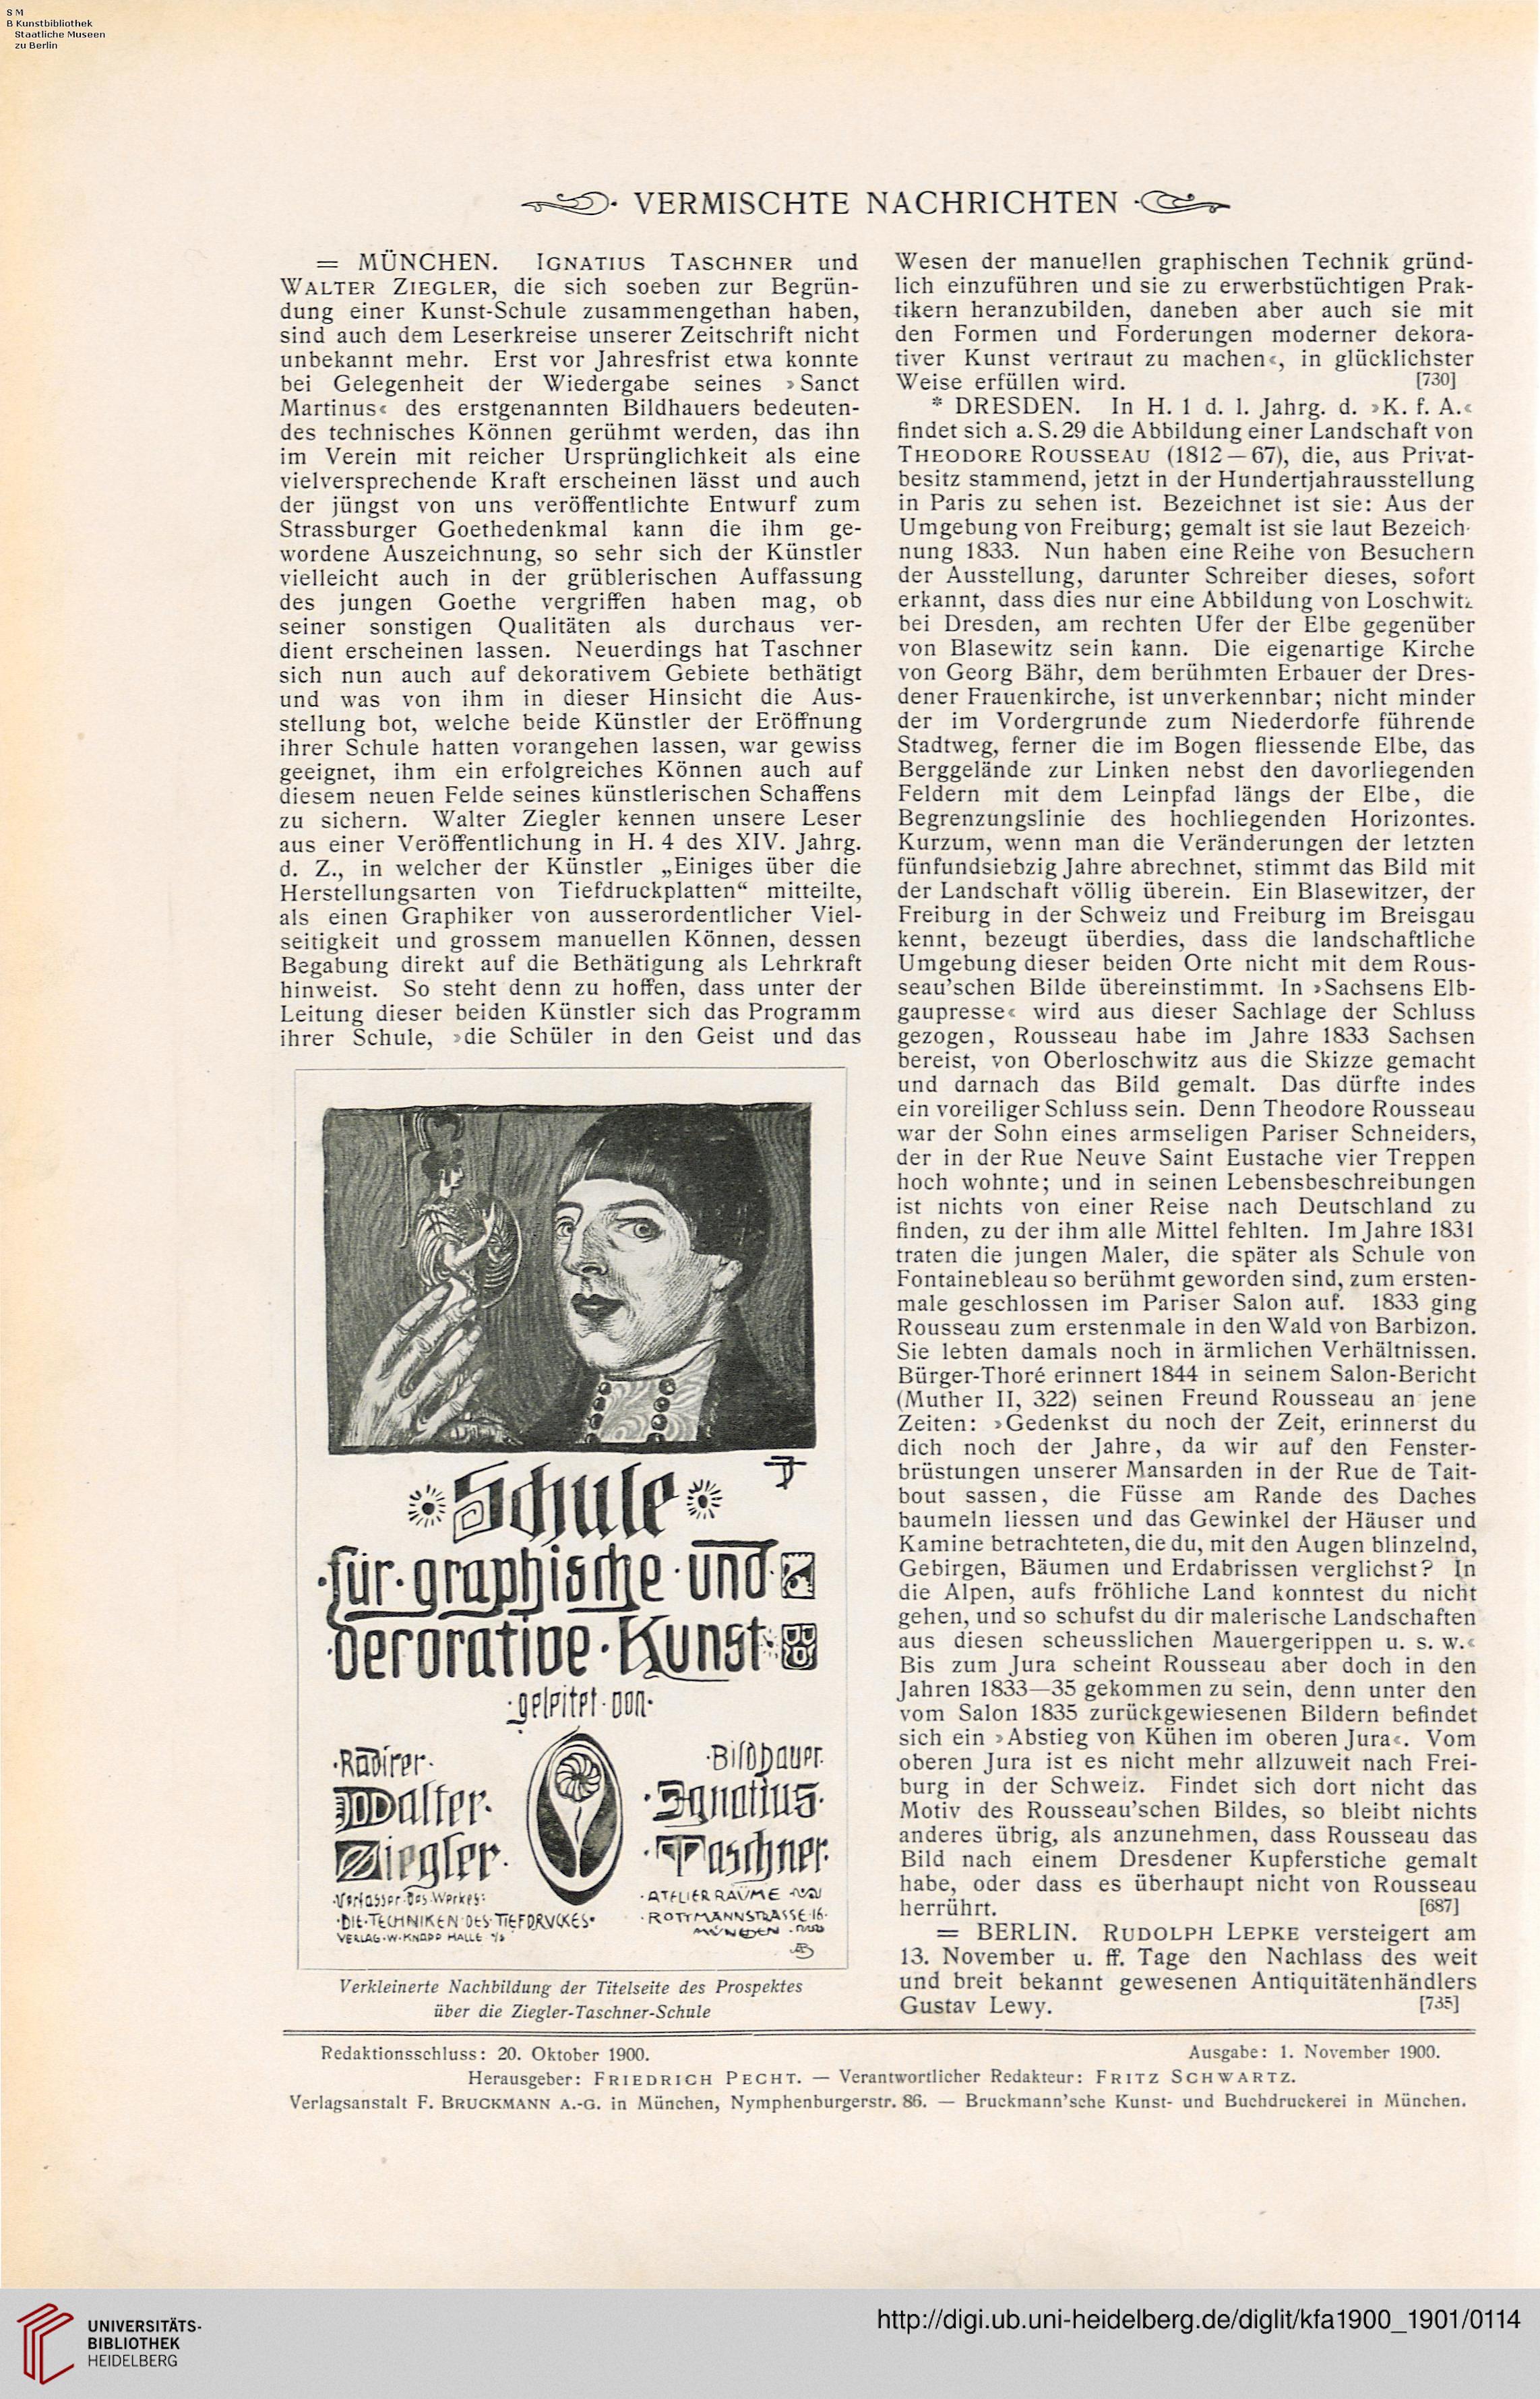 S M
B Kunstbibliothek
Staatliche Museen
zu Berlin
VERMISCHTE NACHRICHTEN
= MÜNCHEN. IGNATIUS TASCHNER und
WALTER ZIEGLER, die sich soeben zur Begrün-
dung einer Kunst-Schule zusammengethan haben,
sind auch dem Leserkreise unserer Zeitschrift nicht
unbekannt mehr. Erst vor Jahresfrist etwa konnte
bei Gelegenheit der Wiedergabe seines »Sanct
Martinus« des erstgenannten Bildhauers bedeuten-
des technisches Können gerühmt werden, das ihn
im Verein mit reicher Ursprünglichkeit als eine
vielversprechende Kraft erscheinen lässt und auch
der jüngst von uns veröffentlichte Entwurf zum
Strassburger Goethedenkmal kann die ihm ge-
wordene Auszeichnung, so sehr sich der Künstler
vielleicht auch in der grüblerischen Auffassung
des jungen Goethe vergriffen haben mag, ob
seiner sonstigen Qualitäten als durchaus ver-
dient erscheinen lassen. Neuerdings hat Taschner
sich nun auch auf dekorativem Gebiete bethätigt
und was von ihm in dieser Hinsicht die Aus-
stellung bot, welche beide Künstler der Eröffnung
ihrer Schule hatten vorangehen lassen, war gewiss
geeignet, ihm ein erfolgreiches Können auch auf
diesem neuen Felde seines künstlerischen Schaffens
zu sichern. Walter Ziegler kennen unsere Leser
aus einer Veröffentlichung in H. 4 des XIV. Jahrg.
d. Z., in welcher der Künstler „Einiges über die
Herstellungsarten von Tiefdruckplatten“ mitteilte,
als einen Graphiker von ausserordentlicher Viel-
seitigkeit und grossem manuellen Können, dessen
Begabung direkt auf die Bethätigung als Lehrkraft
hinweist. So steht denn zu hoffen, dass unter der
Leitung dieser beiden Künstler sich das Programm
ihrer Schule, »die Schüler in den Geist und das
Schule
für · graphische · und
decorative · Kunst
· geleitet · von ·
· Radirer ·
Walter ·
Ziegler ·
· Verfasser · des · Werkes:
· DIE · TECHNIKEN DES · TIEFDRVCKES ·
VERLAG · W · KNAPP HALLE a/s
· Bildhauer ·
· Ignatius ·
· Taschner ·
· ATELIERRÄUME
· ROTTMANNSTRASSE 16 ·
MÜNCHEN
Verkleinerte Nachbildung der Titelseite des Prospektes
über die Ziegler-Taschner-Schule
Wesen der manuellen graphischen Technik gründ-
lich einzuführen und sie zu erwerbstüchtigen Prak-
tikern heranzubilden, daneben aber auch sie mit
den Formen und Forderungen moderner dekora-
tiver Kunst vertraut zu machen«, in glücklichster
Weise erfüllen wird. [730]
* DRESDEN. In H. 1 d. l. Jahrg. d. »K. f. A.«
findet sich a. S. 29 die Abbildung einer Landschaft von
THEODORE ROUSSEAU (1812—67), die, aus Privat-
besitz stammend, jetzt in der Hundertjahrausstellung
in Paris zu sehen ist. Bezeichnet ist sie: Aus der
Umgebung von Freiburg; gemalt ist sie laut Bezeich-
nung 1833. Nun haben eine Reihe von Besuchern
der Ausstellung, darunter Schreiber dieses, sofort
erkannt, dass dies nur eine Abbildung von Loschwitz
bei Dresden, am rechten Ufer der Elbe gegenüber
von Blasewitz sein kann. Die eigenartige Kirche
von Georg Bähr, dem berühmten Erbauer der Dres-
dener Frauenkirche, ist unverkennbar; nicht minder
der im Vordergrunde zum Niederdorfe führende
Stadtweg, ferner die im Bogen fliessende Elbe, das
Berggelände zur Linken nebst den davorliegenden
Feldern mit dem Leinpfad längs der Elbe, die
Begrenzungslinie des hochliegenden Horizontes.
Kurzum, wenn man die Veränderungen der letzten
fünfundsiebzig Jahre abrechnet, stimmt das Bild mit
der Landschaft völlig überein. Ein Blasewitzer, der
Freiburg in der Schweiz und Freiburg im Breisgau
kennt, bezeugt überdies, dass die landschaftliche
Umgebung dieser beiden Orte nicht mit dem Rous-
seau'schen Bilde übereinstimmt. In »Sachsens Elb-
gaupresse« wird aus dieser Sachlage der Schluss
gezogen, Rousseau habe im Jahre 1833 Sachsen
bereist, von Oberloschwitz aus die Skizze gemacht
und darnach das Bild gemalt. Das dürfte indes
ein voreiliger Schluss sein. Denn Theodore Rousseau
war der Sohn eines armseligen Pariser Schneiders,
der in der Rue Neuve Saint Eustache vier Treppen
hoch wohnte; und in seinen Lebensbeschreibungen
ist nichts von einer Reise nach Deutschland zu
finden, zu der ihm alle Mittel fehlten. Im Jahre 1831
traten die jungen Maler, die später als Schule von
Fontainebleau so berühmt geworden sind, zum ersten-
male geschlossen im Pariser Salon auf. 1833 ging
Rousseau zum erstenmale in den Wald von Barbizon.
Sie lebten damals noch in ärmlichen Verhältnissen.
Bürger-Thoré erinnert 1844 in seinem Salon-Bericht
(Muther II, 322) seinen Freund Rousseau an jene
Zeiten: »Gedenkst du noch der Zeit, erinnerst du
dich noch der Jahre, da wir auf den Fenster-
brüstungen unserer Mansarden in der Rue de Tait-
bout sassen, die Füsse am Rande des Daches
baumeln liessen und das Gewinkel der Häuser und
Kamine betrachteten, die du, mit den Augen blinzelnd,
Gebirgen, Bäumen und Erdabrissen verglichst? In
die Alpen, aufs fröhliche Land konntest du nicht
gehen, und so schufst du dir malerische Landschaften
aus diesen scheusslichen Mauergerippen u. s. w.«
Bis zum Jura scheint Rousseau aber doch in den
Jahren 1833—35 gekommen zu sein, denn unter den
vom Salon 1835 zurückgewiesenen Bildern befindet
sich ein »Abstieg von Kühen im oberen Jura«. Vom
oberen Jura ist es nicht mehr allzuweit nach Frei-
burg in der Schweiz. Findet sich dort nicht das
Motiv des Rousseau'schen Bildes, so bleibt nichts
anderes übrig, als anzunehmen, dass Rousseau das
Bild nach einem Dresdener Kupferstiche gemalt
habe, oder dass es überhaupt nicht von Rousseau
herrührt. [687]
= BERLIN. RUDOLPH LEPKE versteigert am
13. November u. ff. Tage den Nachlass des weit
und breit bekannt gewesenen Antiquitätenhändlers
Gustav Lewy. [735]
Redaktionsschluss: 20. Oktober 1900. Ausgabe: 1. November 1900.
Herausgeber: FRIEDRICH PECHT. — Verantwortlicher Redakteur: FRITZ SCHWARTZ.
Verlagsanstalt F. BRUCKMANN A.-G. in München, Nymphenburgerstr. 86. — Bruckmann'sche Kunst- und Buchdruckerei in München.
UNIVERSITÄTS-
BIBLIOTHEK
HEIDELBERG
http://digi.ub.uni-heidelberg.de/diglit/kfa1900_1901/0114